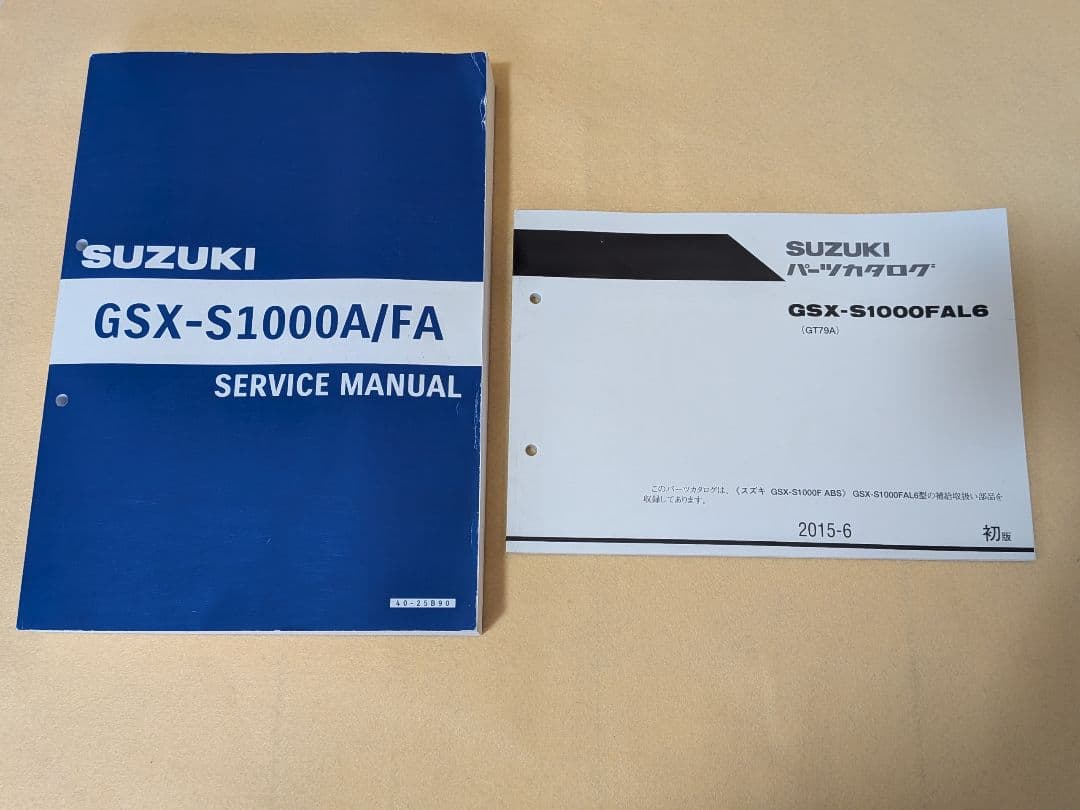 SUZUKI
GSX-S1000A/FA
SERVICE MANUAL
40-25B90
SUZUKI
パーツカタログ
GSX-S1000FAL6
(GT79A)
このパーツカタログは、《スズキ GSX-S1000F ABS》 GSX-S1000FAL6型の補給取扱い部品を
収録してあります。
2015-6
初版